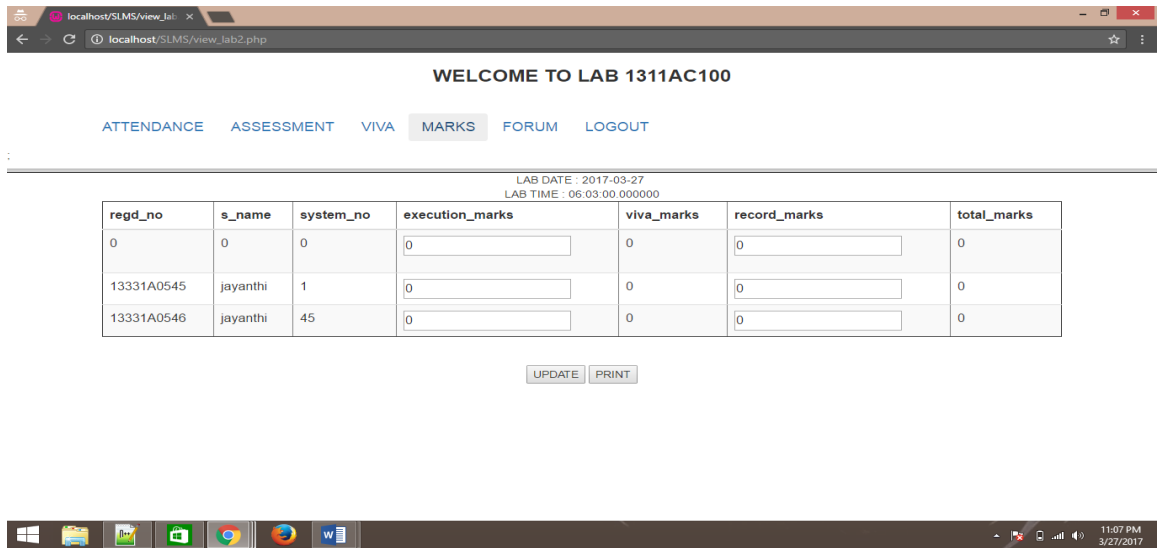 localhost/SLMS/view_lab
localhost/SLMS/view_lab2.php
WELCOME TO LAB 1311AC100
ATTENDANCE ASSESSMENT VIVA MARKS FORUM LOGOUT
:
LAB DATE : 2017-03-27
LAB TIME : 06:03:00.000000
regd_no s_name system_no execution_marks viva_marks record_marks total_marks
0 0 0 0 0 0 0
13331A0545 jayanthi 1 0 0 0 0
13331A0546 jayanthi 45 0 0 0 0
UPDATE PRINT
11:07 PM
3/27/2017